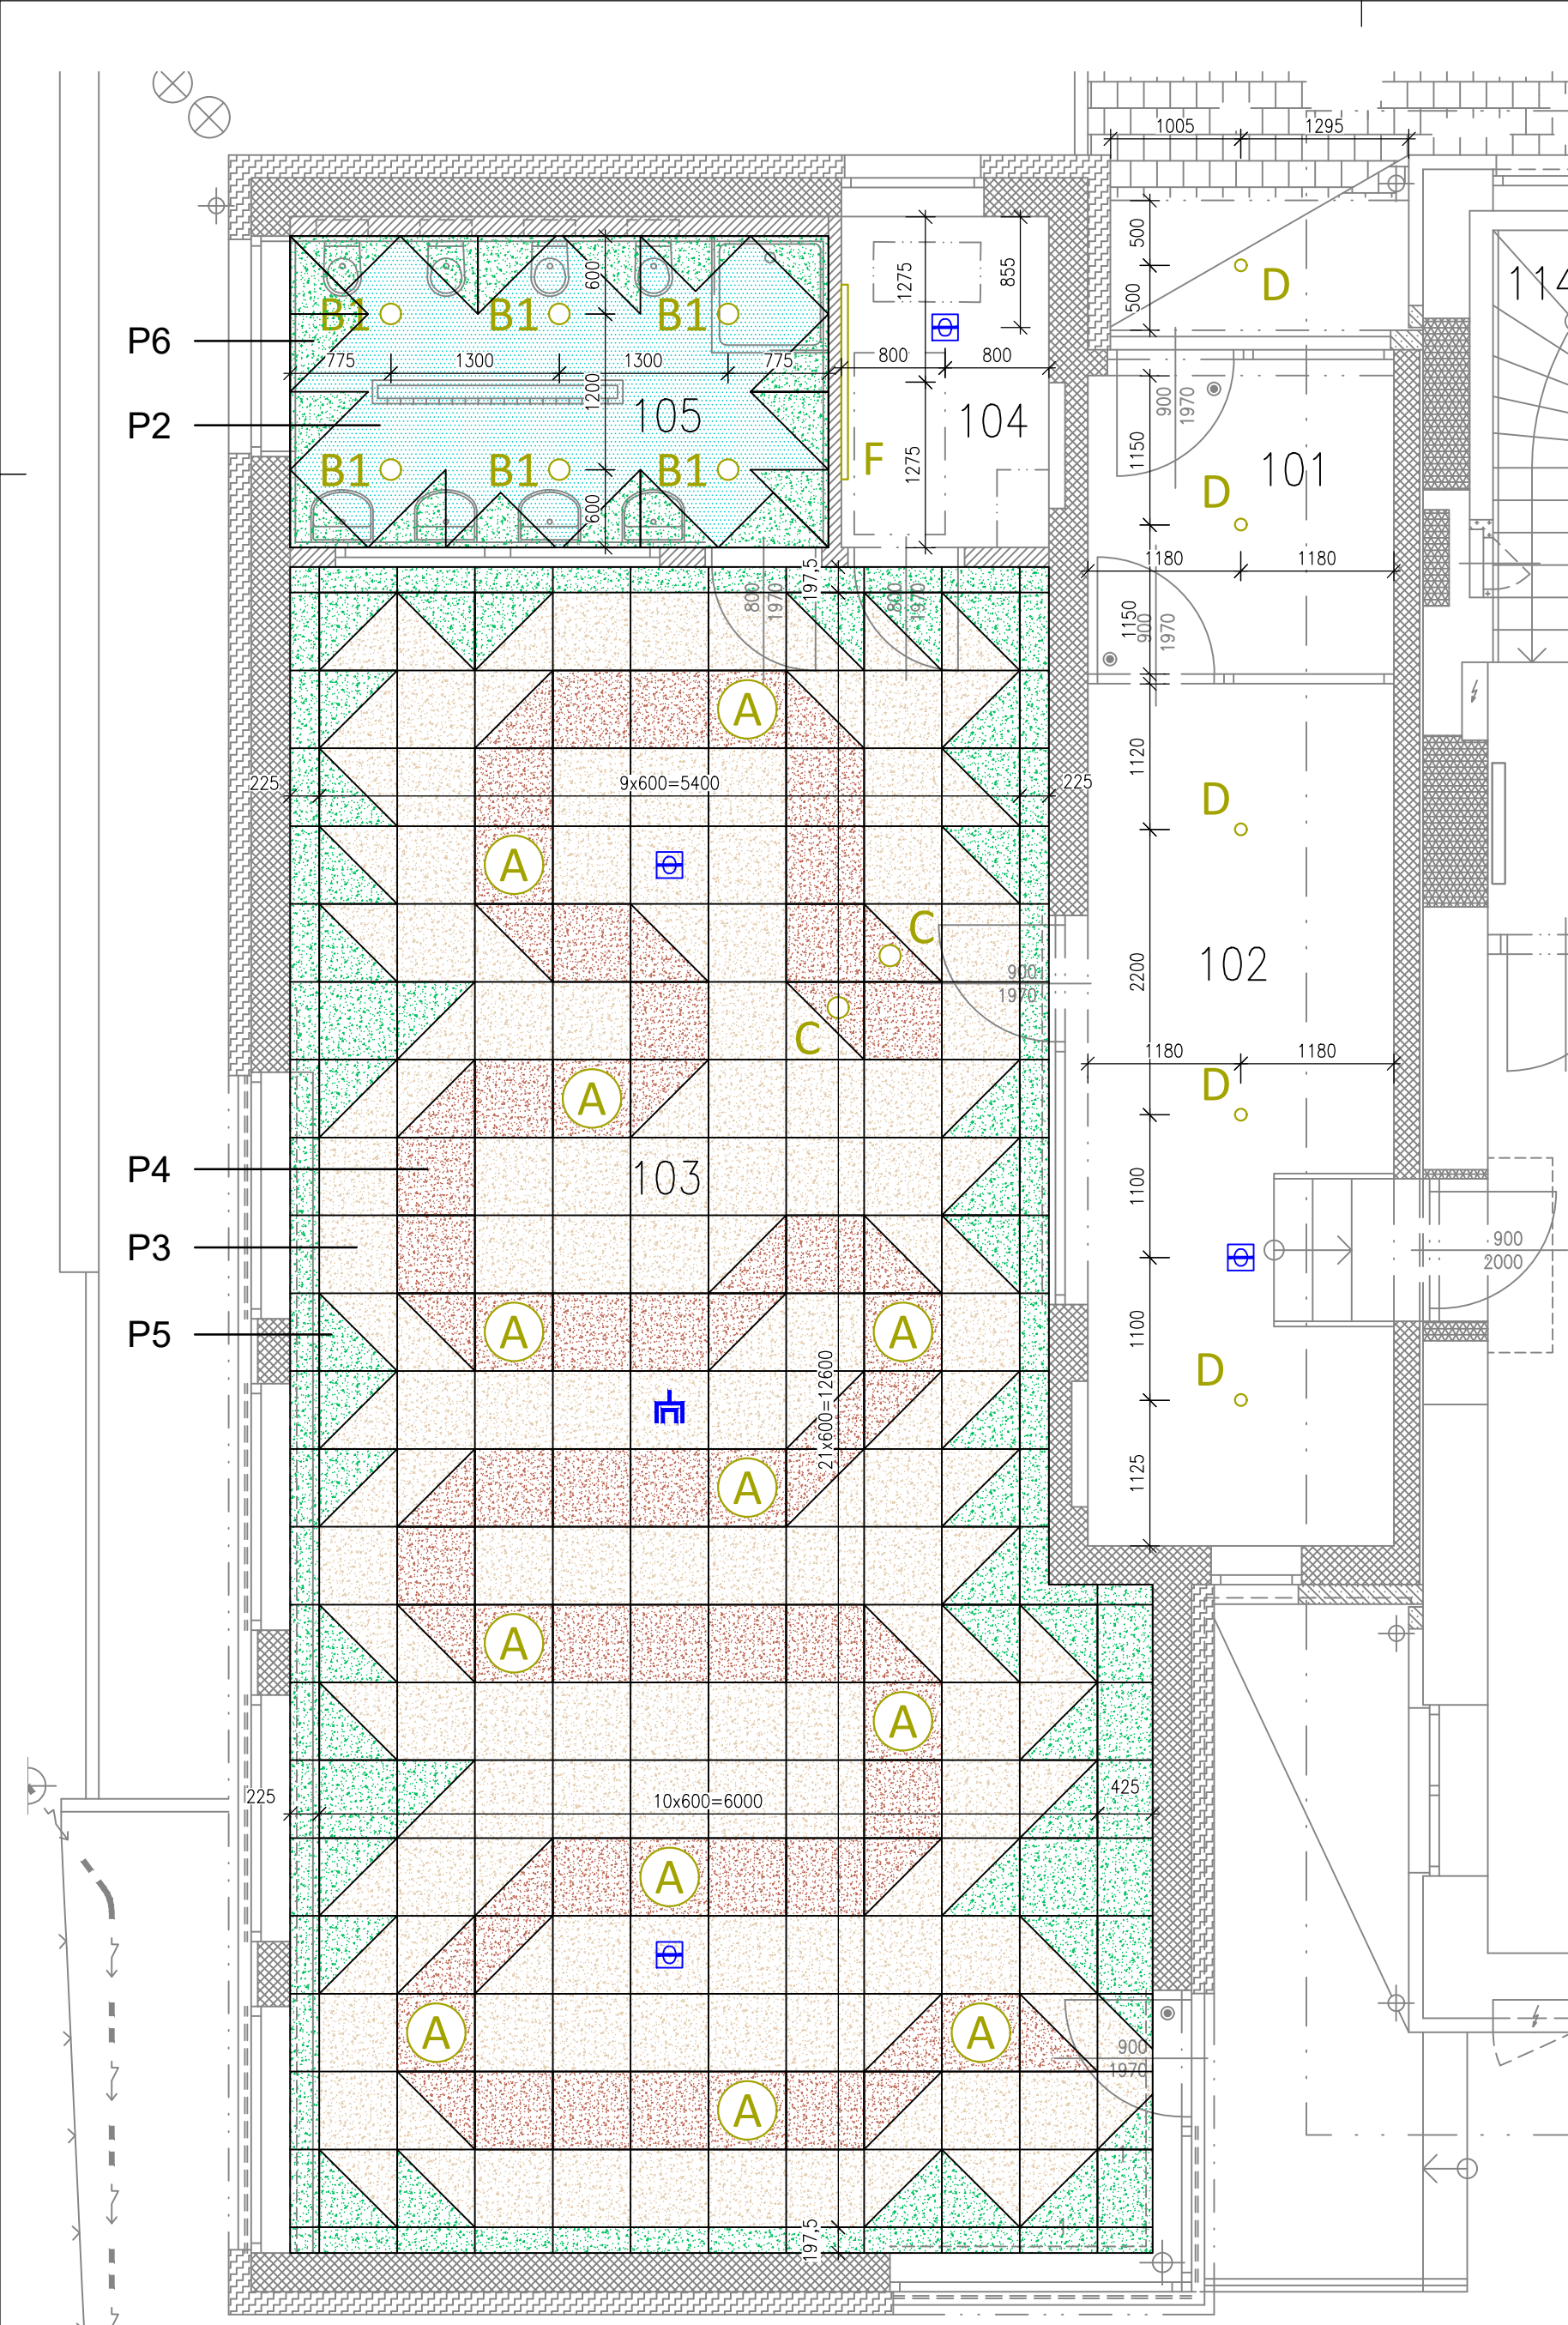 1005
1295
500
500
D
114
P6
P2
B1
B1
B1
600
775
1300
1300
775
1200
105
B1
B1
B1
600
1275
855
800
800
104
F
1275
900
1970
1150
101
D
1180
1180
1150
900
1970
197,5
800
1970
800
1970
A
225
9x600=5400
225
1120
D
A
C
900
1970
C
2200
102
1180
1180
D
A
P4
103
P3
P5
1100
900
2000
A
A
1100
21x600=12600
D
A
1125
A
A
225
10x600=6000
425
A
A
A
900
1970
A
197,5